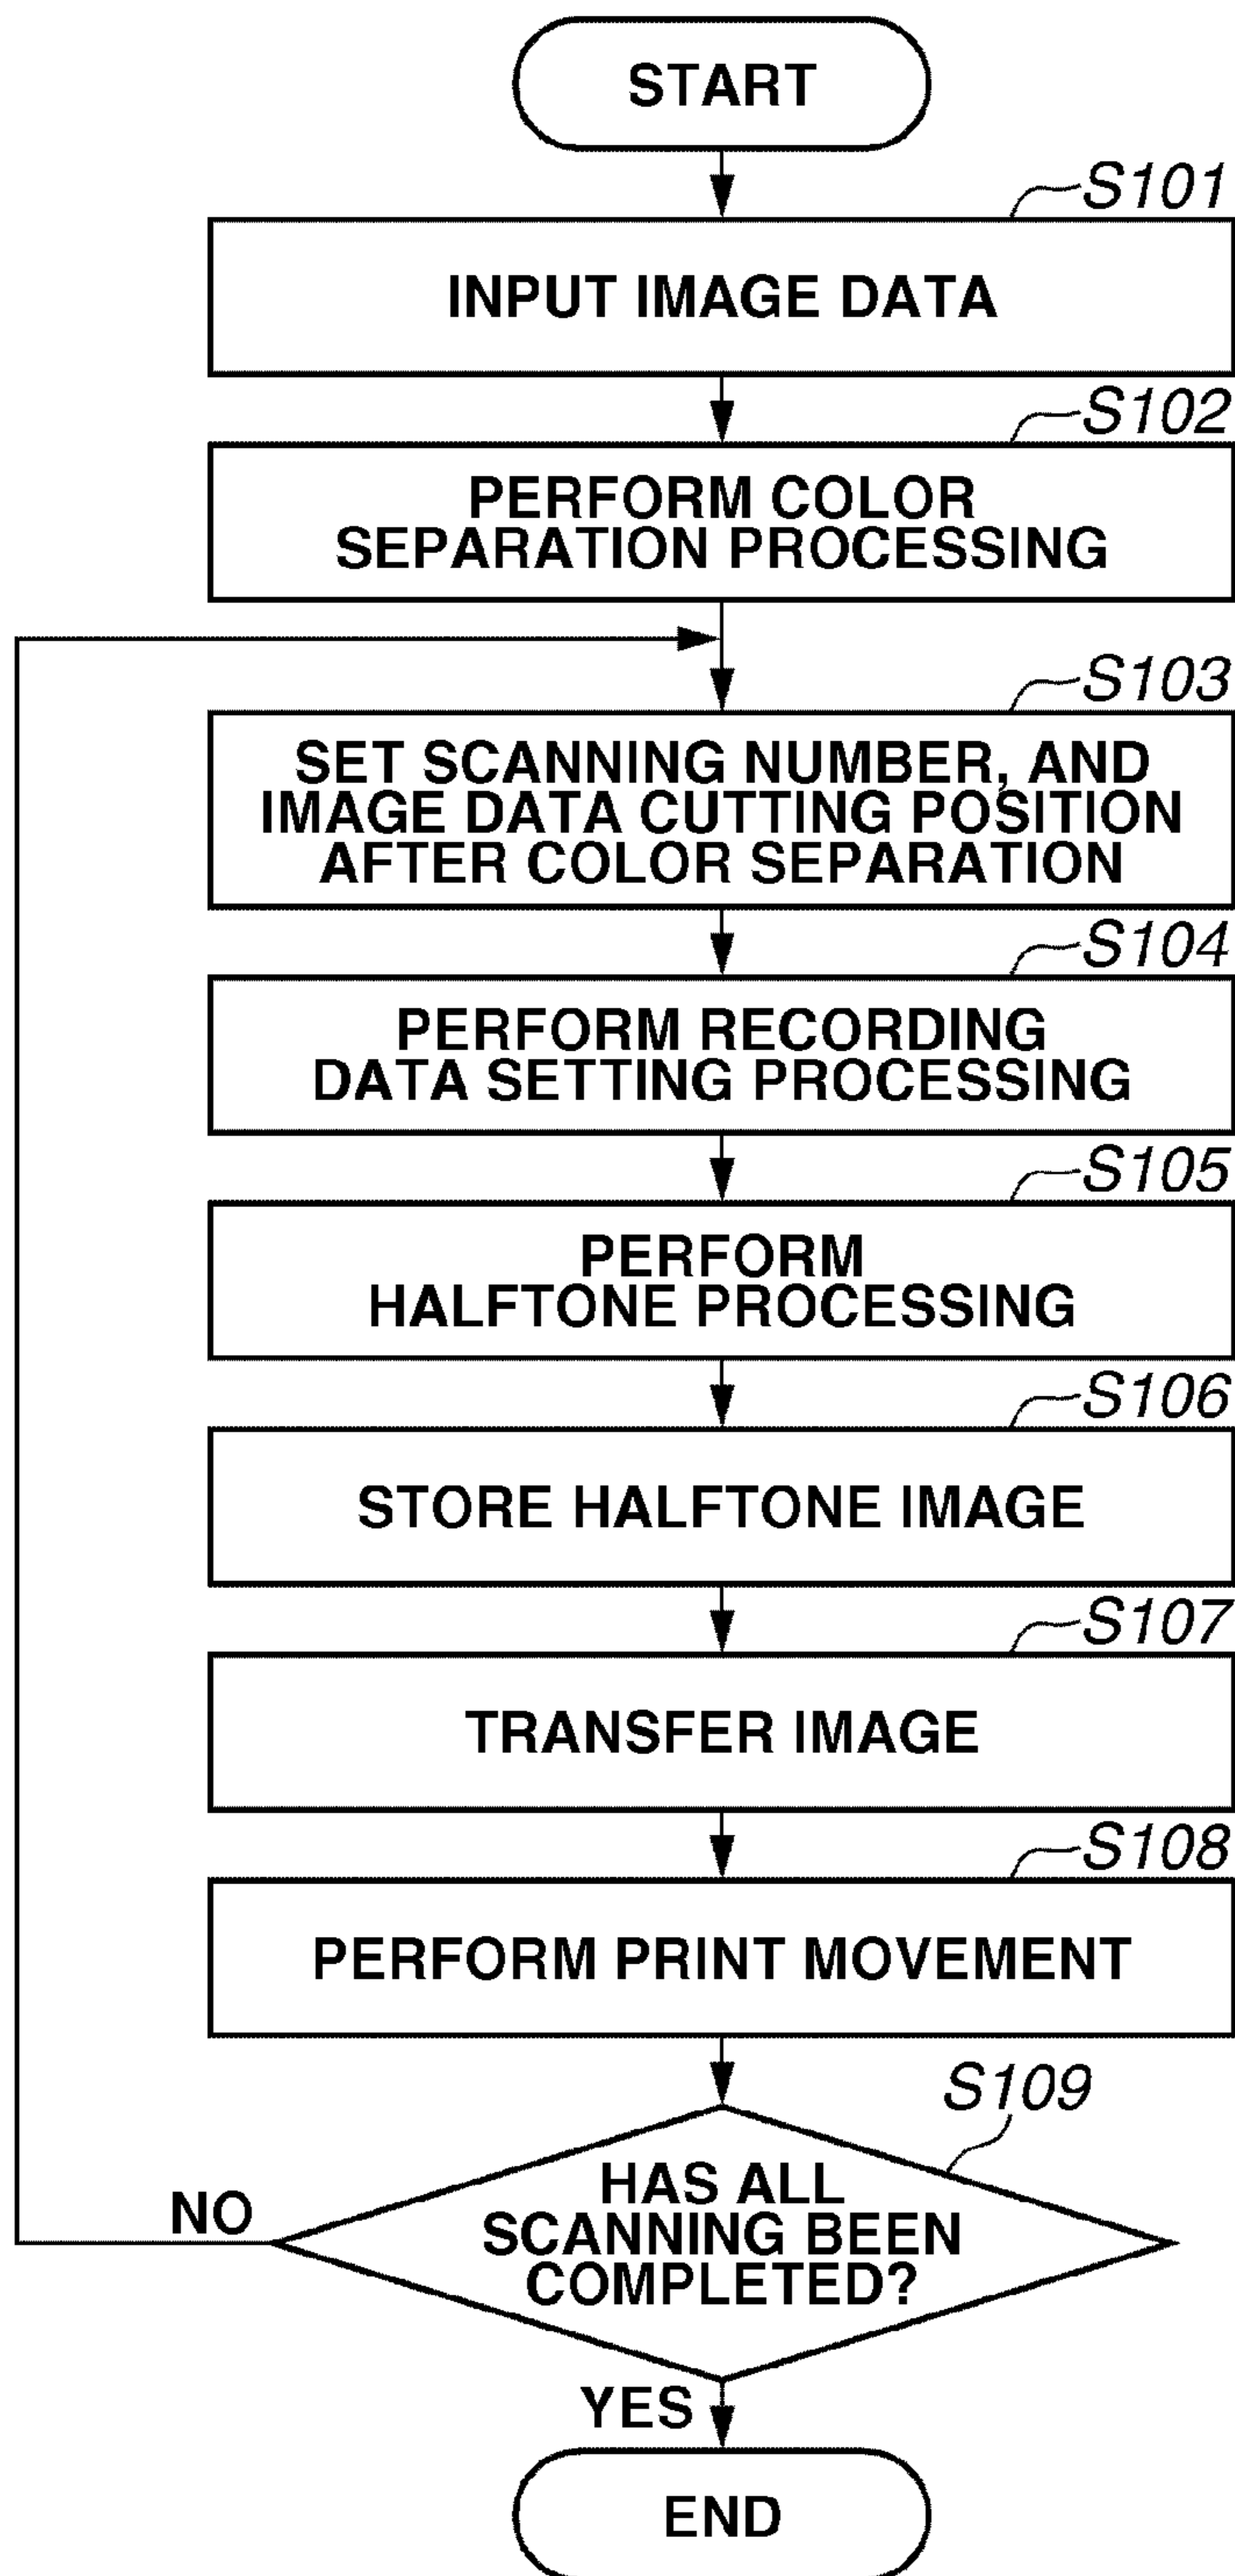 START
S101
INPUT IMAGE DATA
S102
PERFORM COLOR
SEPARATION PROCESSING
S103
SET SCANNING NUMBER, AND
IMAGE DATA CUTTING POSITION
AFTER COLOR SEPARATION
S104
PERFORM RECORDING
DATA SETTING PROCESSING
S105
PERFORM
HALFTONE PROCESSING
S106
STORE HALFTONE IMAGE
S107
TRANSFER IMAGE
S108
PERFORM PRINT MOVEMENT
S109
HAS ALL
SCANNING BEEN
COMPLETED?
NO
YES
END